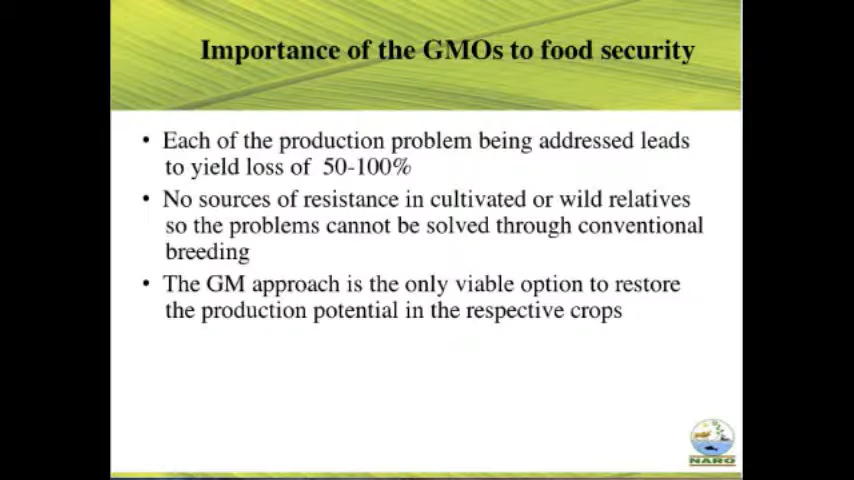 Importance of the GMOs to food security
• Each of the production problem being addressed leads
to yield loss of 50-100%
• No sources of resistance in cultivated or wild relatives
so the problems cannot be solved through conventional
breeding
• The GM approach is the only viable option to restore
the production potential in the respective crops
NARO